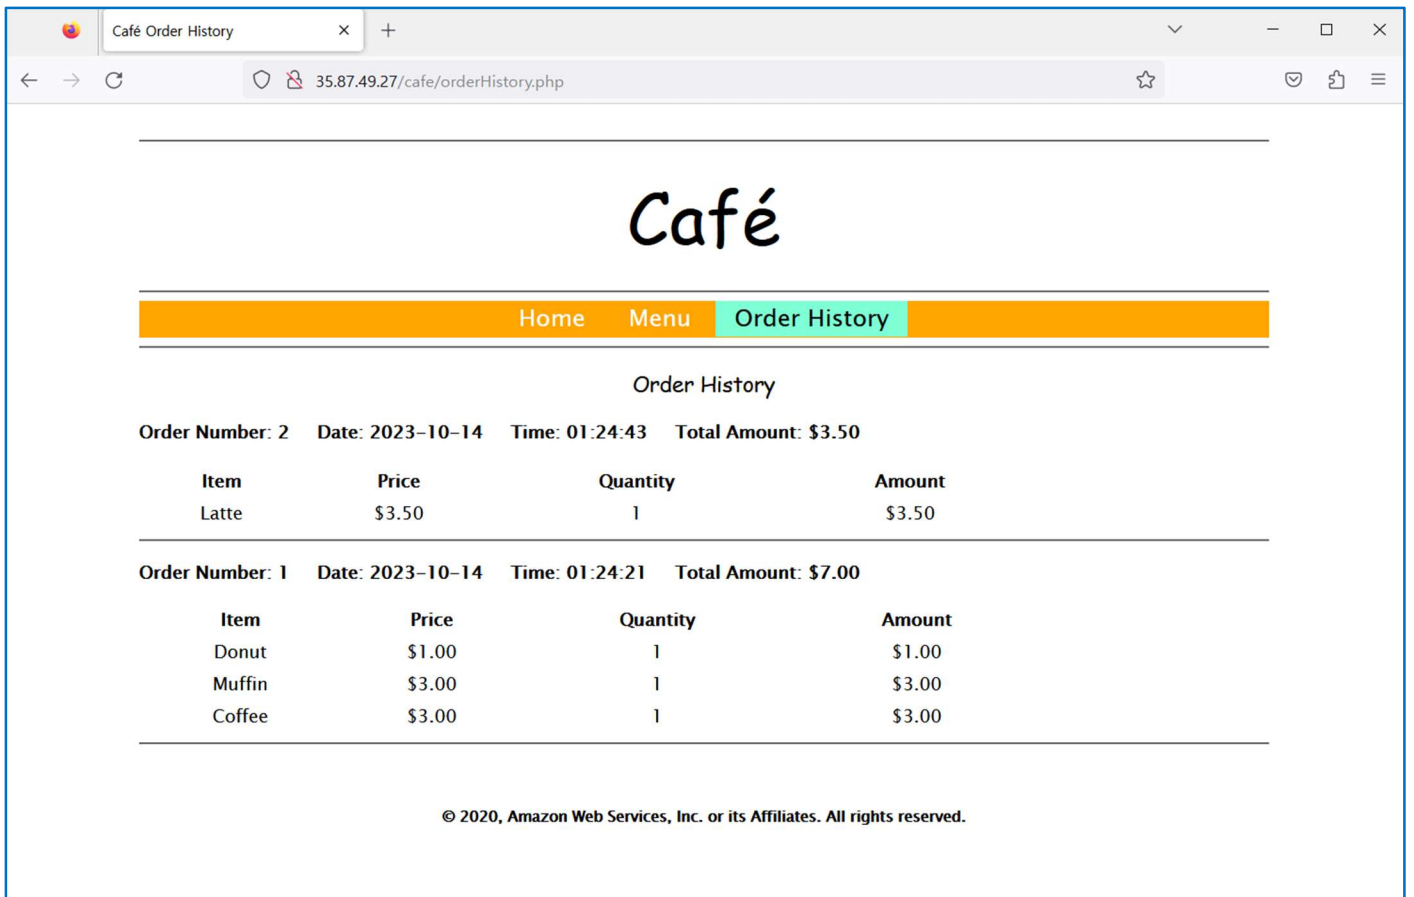 Café Order History
35.87.49.27/cafe/orderHistory.php
Café
Home Menu Order History
Order History
Order Number: 2 Date: 2023-10-14 Time: 01:24:43 Total Amount: $3.50
Item Price Quantity Amount
Latte $3.50 1 $3.50
Order Number: 1 Date: 2023-10-14 Time: 01:24:21 Total Amount: $7.00
Item Price Quantity Amount
Donut $1.00 1 $1.00
Muffin $3.00 1 $3.00
Coffee $3.00 1 $3.00
© 2020, Amazon Web Services, Inc. or its Affiliates. All rights reserved.